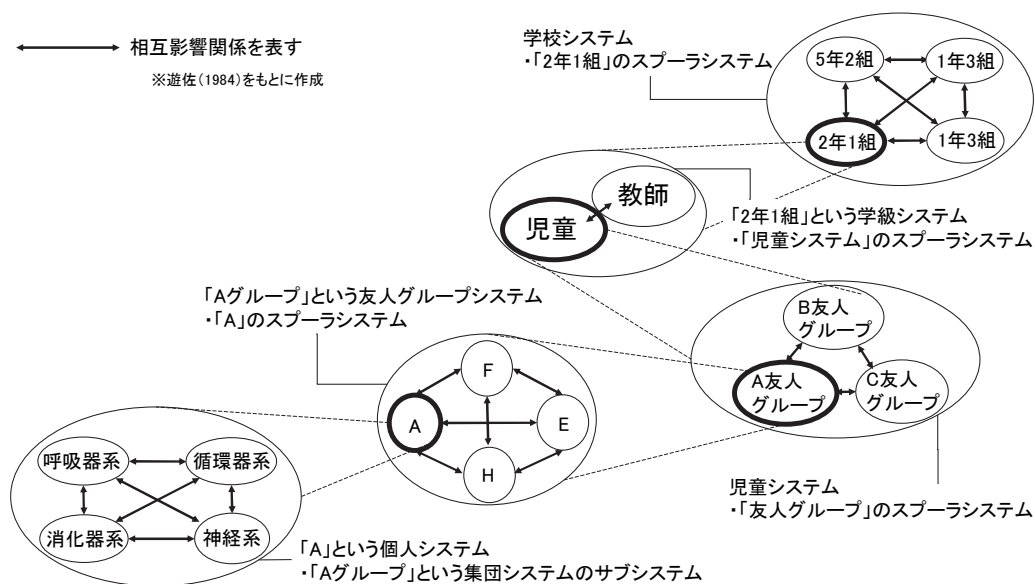 相互影響関係を表す
※遊佐(1984)をもとに作成
学校システム
・「2年1組」のスプーラシステム
5年2組
1年3組
2年1組
1年3組
教師
児童
「2年1組」という学級システム
・「児童システム」のスプーラシステム
「Aグループ」という友人グループシステム
・「A」のスプーラシステム
B友人
グループ
A友人
グループ
C友人
グループ
F
A
E
H
呼吸器系
循環器系
消化器系
神経系
児童システム
・「友人グループ」のスプーラシステム
「A」という個人システム
・「Aグループ」という集団システムのサブシステム